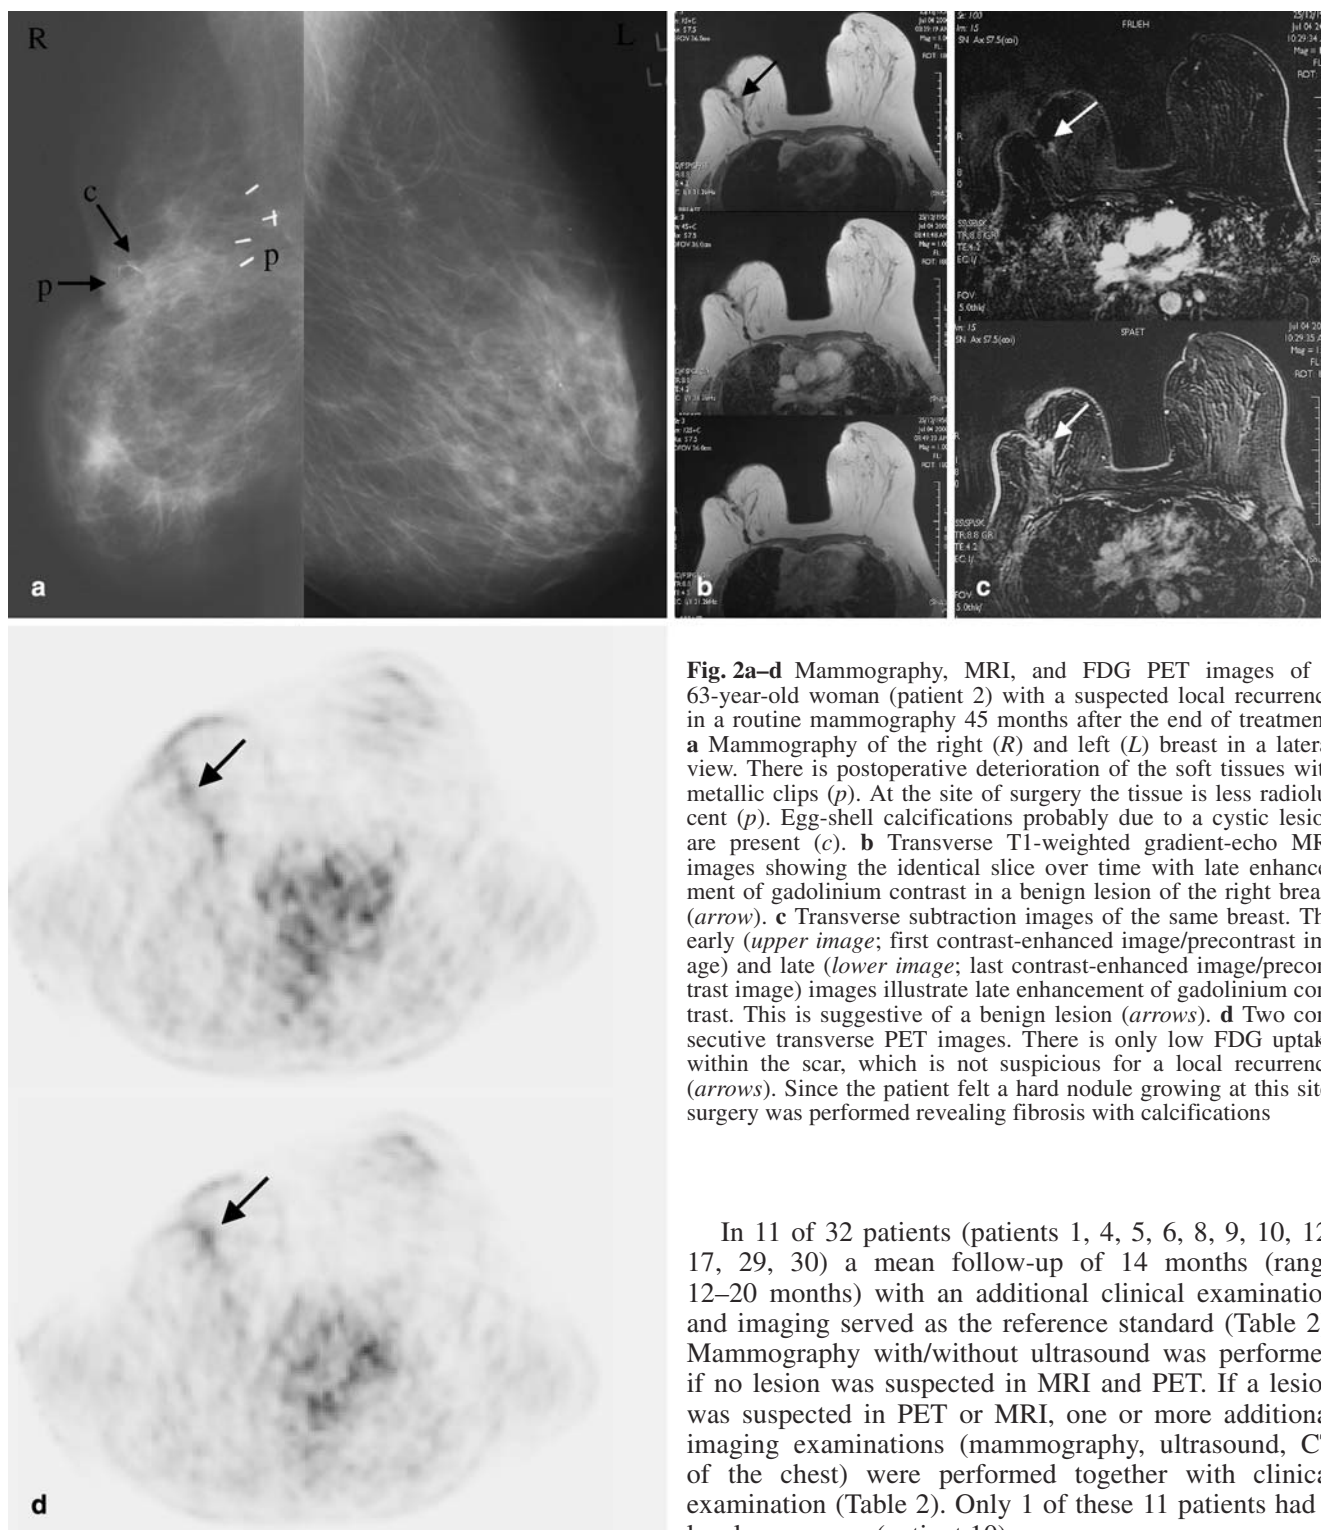 R
L
c
p
p
a
b
FRUEH
SPAET
c
d
Fig. 2a–d Mammography, MRI, and FDG PET images of
63-year-old woman (patient 2) with a suspected local recurrenc
in a routine mammography 45 months after the end of treatmen
a Mammography of the right (R) and left (L) breast in a latera
view. There is postoperative deterioration of the soft tissues wit
metallic clips (p). At the site of surgery the tissue is less radiolu
cent (p). Egg-shell calcifications probably due to a cystic lesio
are present (c). b Transverse T1-weighted gradient-echo MR
images showing the identical slice over time with late enhance
ment of gadolinium contrast in a benign lesion of the right brea
(arrow). c Transverse subtraction images of the same breast. Th
early (upper image; first contrast-enhanced image/precontrast im
age) and late (lower image; last contrast-enhanced image/precon
trast image) images illustrate late enhancement of gadolinium con
trast. This is suggestive of a benign lesion (arrows). d Two con
secutive transverse PET images. There is only low FDG uptak
within the scar, which is not suspicious for a local recurrenc
(arrows). Since the patient felt a hard nodule growing at this site
surgery was performed revealing fibrosis with calcifications
In 11 of 32 patients (patients 1, 4, 5, 6, 8, 9, 10, 12
17, 29, 30) a mean follow-up of 14 months (rang
12–20 months) with an additional clinical examinatio
and imaging served as the reference standard (Table 2
Mammography with/without ultrasound was performe
if no lesion was suspected in MRI and PET. If a lesio
was suspected in PET or MRI, one or more additiona
imaging examinations (mammography, ultrasound, C
of the chest) were performed together with clinica
examination (Table 2). Only 1 of these 11 patients had